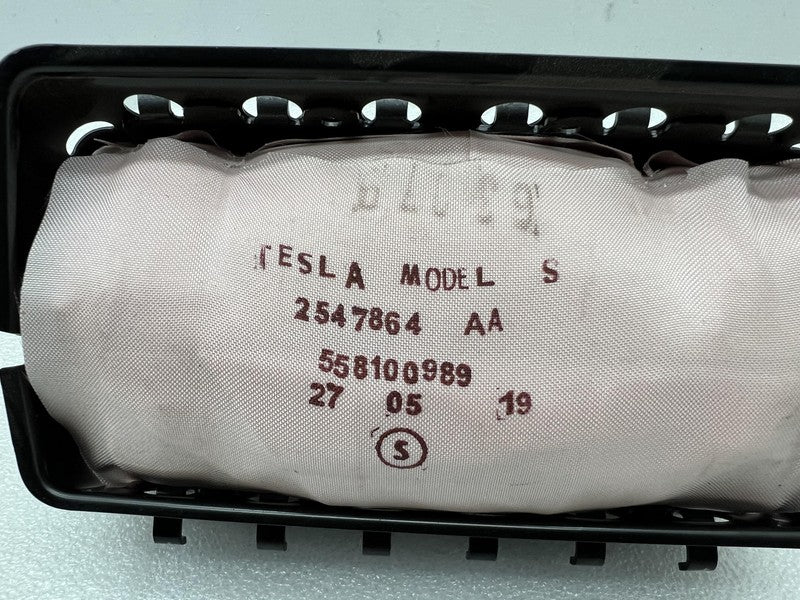 TESLA MODEL S
2547864 AA
558100989
27 05 19
S